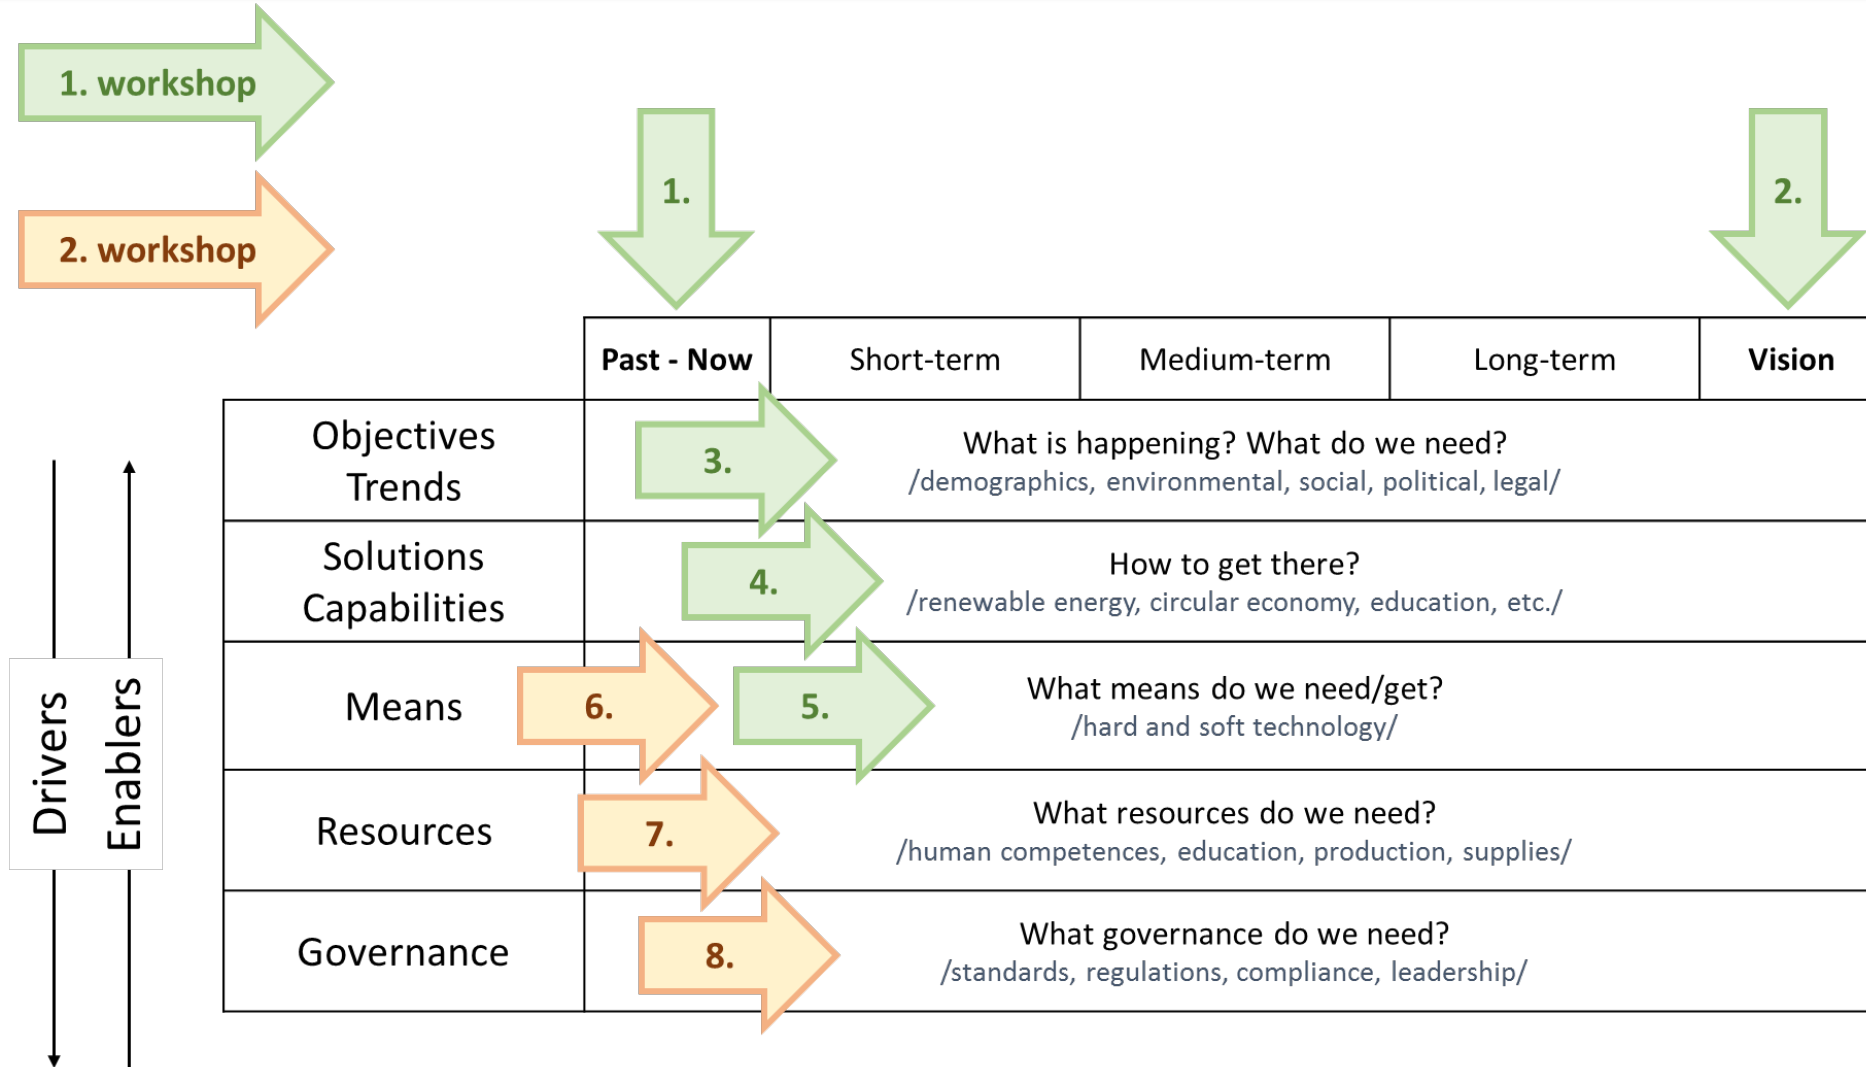 1. workshop
2. workshop
1.
2.
Past - Now
Short-term
Medium-term
Long-term
Vision
Objectives
Trends
3.
What is happening? What do we need?
/demographics, environmental, social, political, legal/
Solutions
Capabilities
4.
How to get there?
/renewable energy, circular economy, education, etc./
Means
6.
5.
What means do we need/get?
/hard and soft technology/
Resources
7.
What resources do we need?
/human competences, education, production, supplies/
Governance
8.
What governance do we need?
/standards, regulations, compliance, leadership/
Drivers
Enablers